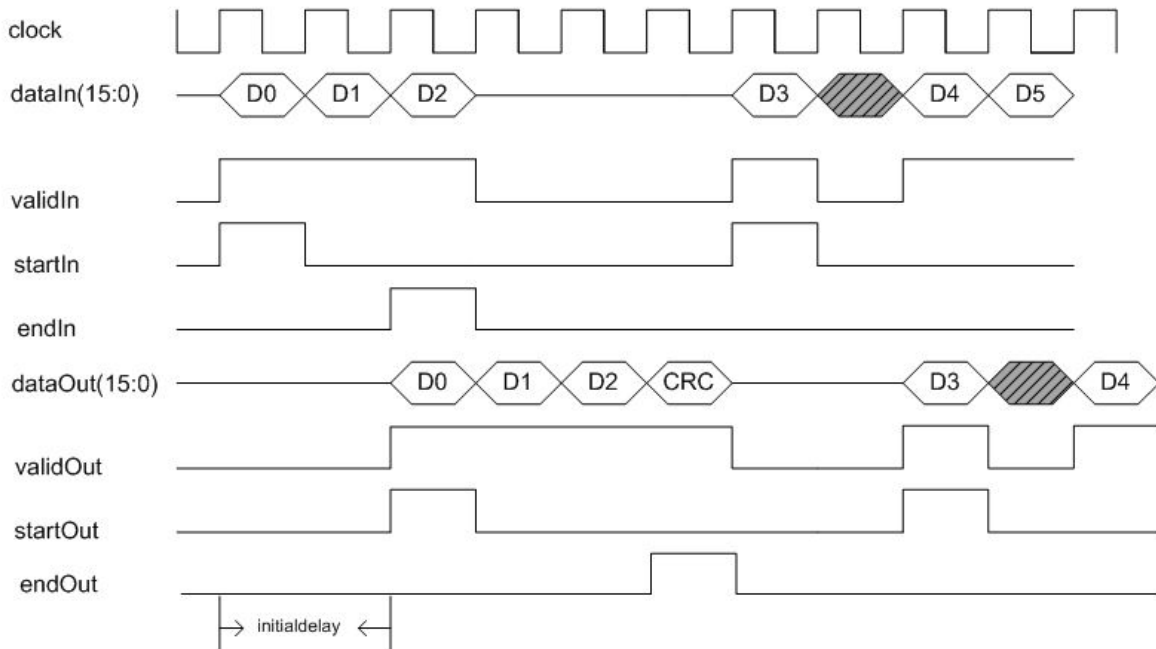 clock
dataIn(15:0) D0 D1 D2 D3 D4 D5
validIn
startIn
endIn
dataOut(15:0) D0 D1 D2 CRC D3 D4
validOut
startOut
endOut
initialdelay